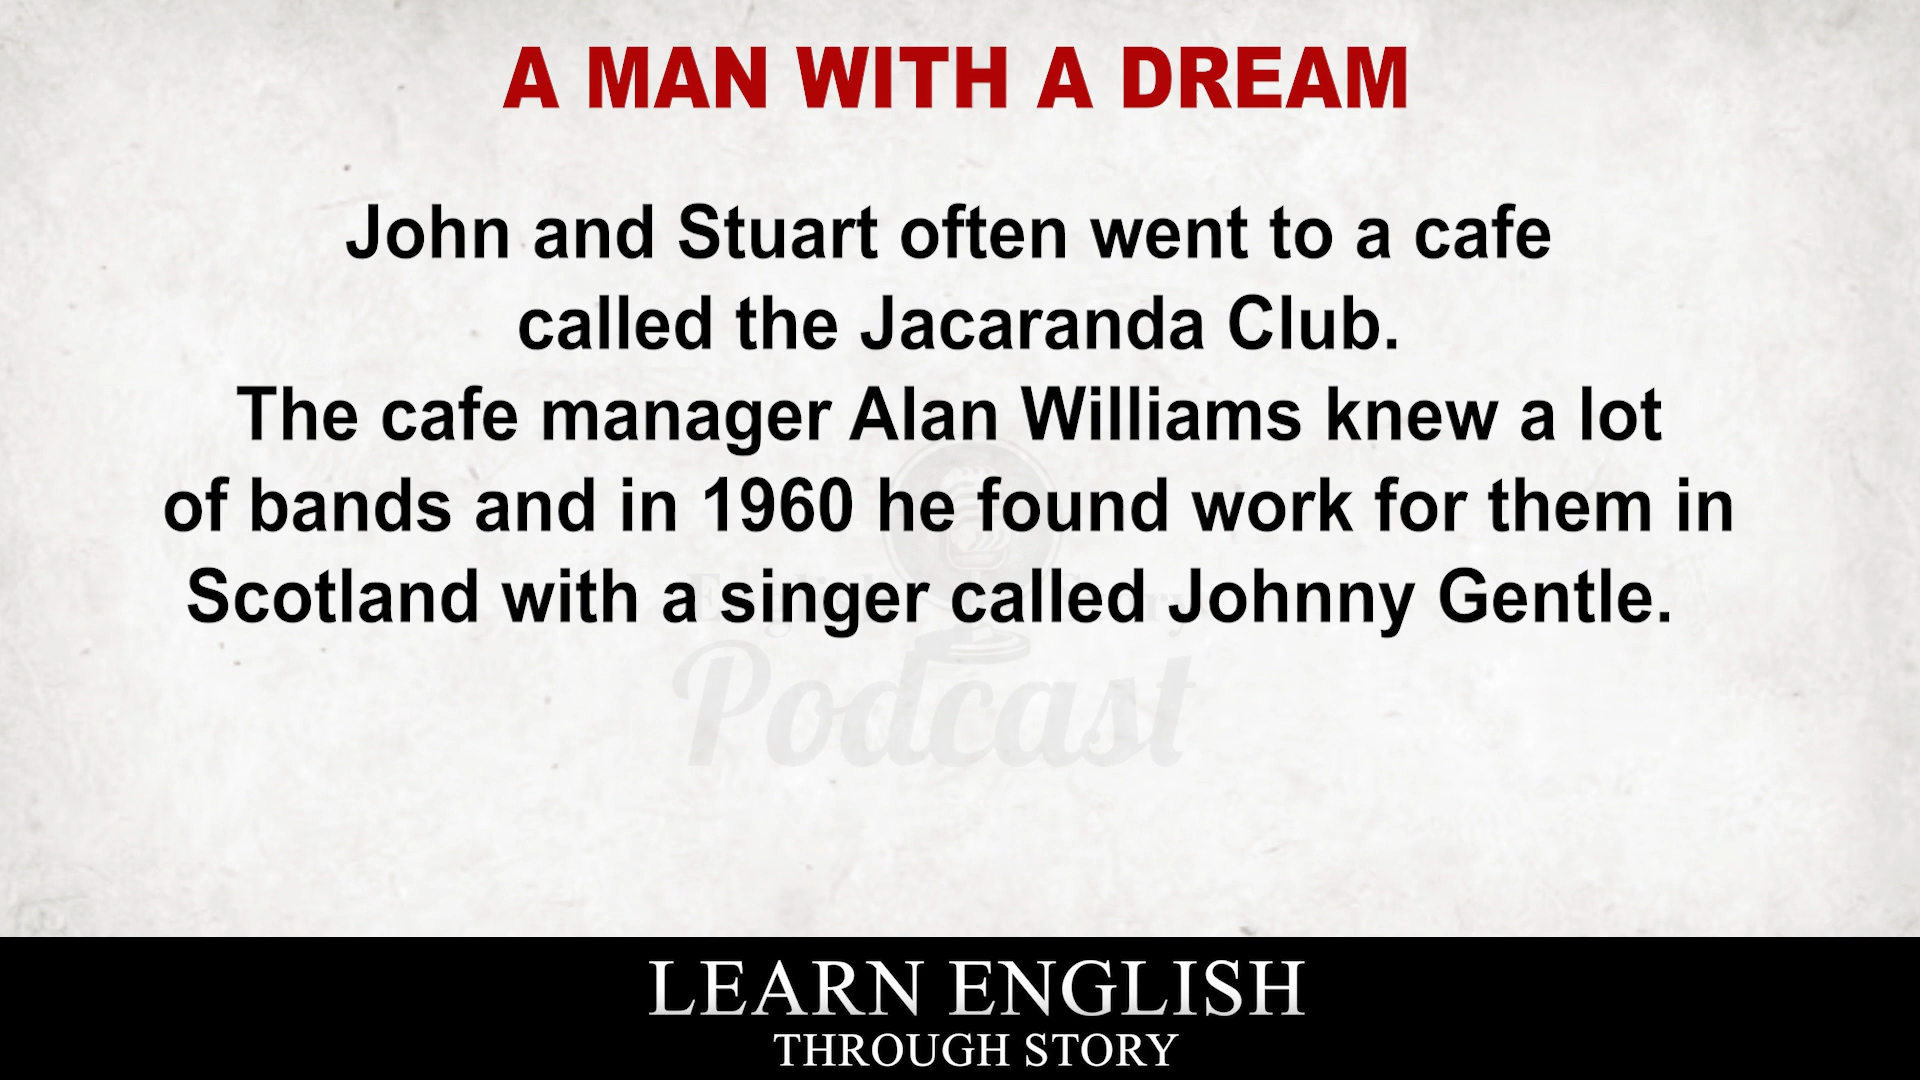 A MAN WITH A DREAM
John and Stuart often went to a cafe
called the Jacaranda Club.
The cafe manager Alan Williams knew a lot
of bands and in 1960 he found work for them in
Scotland with a singer called Johnny Gentle.
Podcast
LEARN ENGLISH
THROUGH STORY